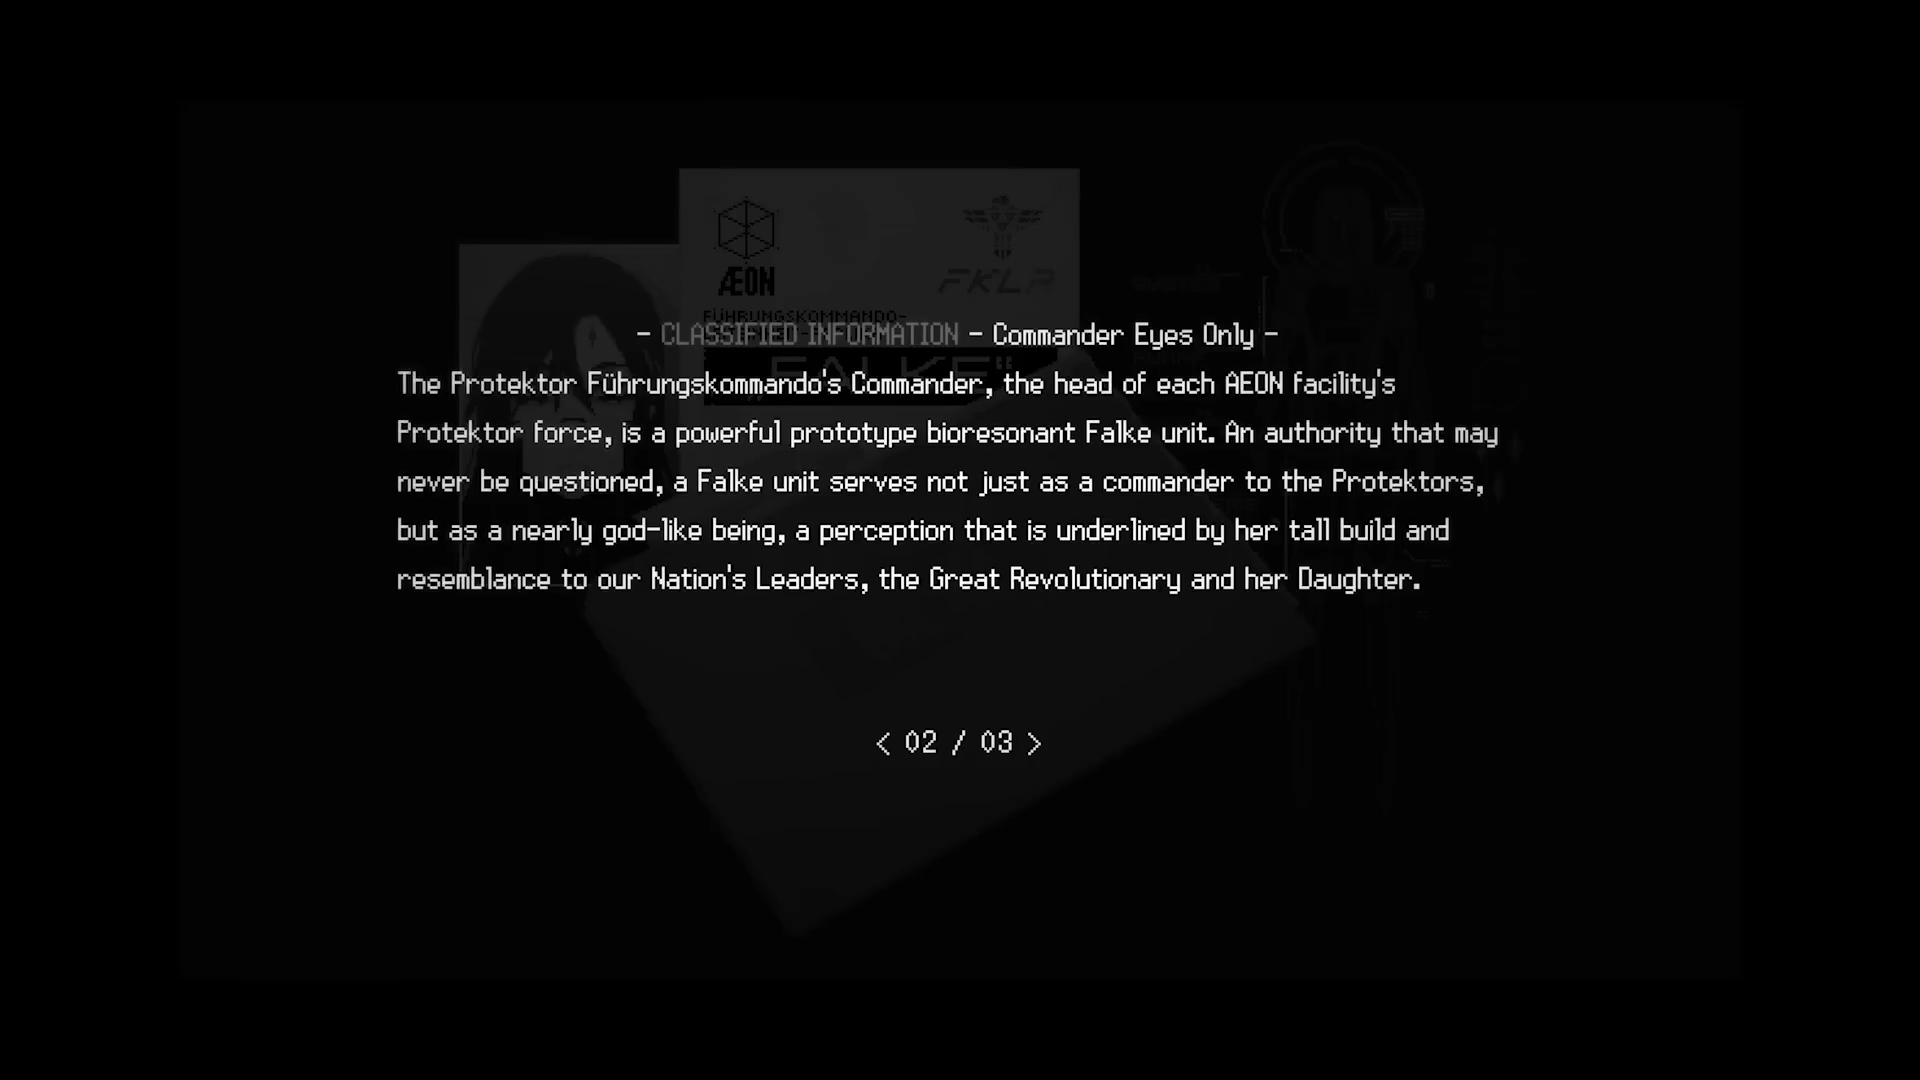 ÆON
FKLR
FÜHRUNGSKOMMANDO-
- CLASSIFIED INFORMATION - Commander Eyes Only -
„FALKE“
The Protektor Führungskommando's Commander, the head of each AEON facility's
Protektor force, is a powerful prototype bioresonant Falke unit. An authority that may
never be questioned, a Falke unit serves not just as a commander to the Protektors,
but as a nearly god-like being, a perception that is underlined by her tall build and
resemblance to our Nation's Leaders, the Great Revolutionary and her Daughter.
< 02 / 03 >